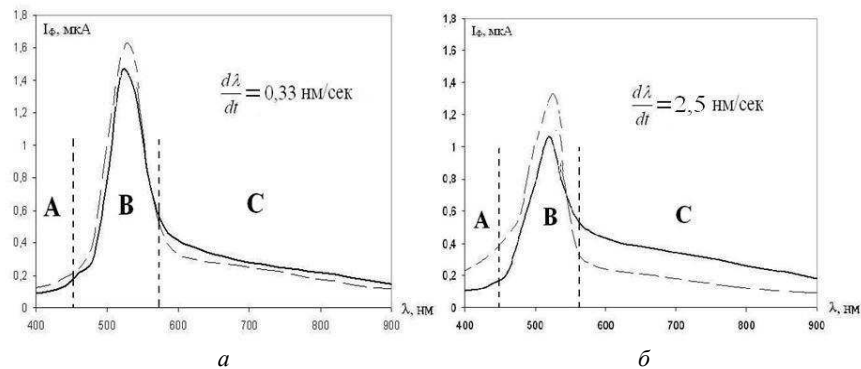 I_Ф, мкА
1,8
1,6
1,4
1,2
1
0,8
0,6
0,4
0,2
0
400 500 600 700 800 900
λ, нм
dλ/dt = 0,33 нм/сек
A B C
а
I_Ф, мкА
1,8
1,6
1,4
1,2
1
0,8
0,6
0,4
0,2
0
400 500 600 700 800 900
λ, нм
dλ/dt = 2,5 нм/сек
A B C
б